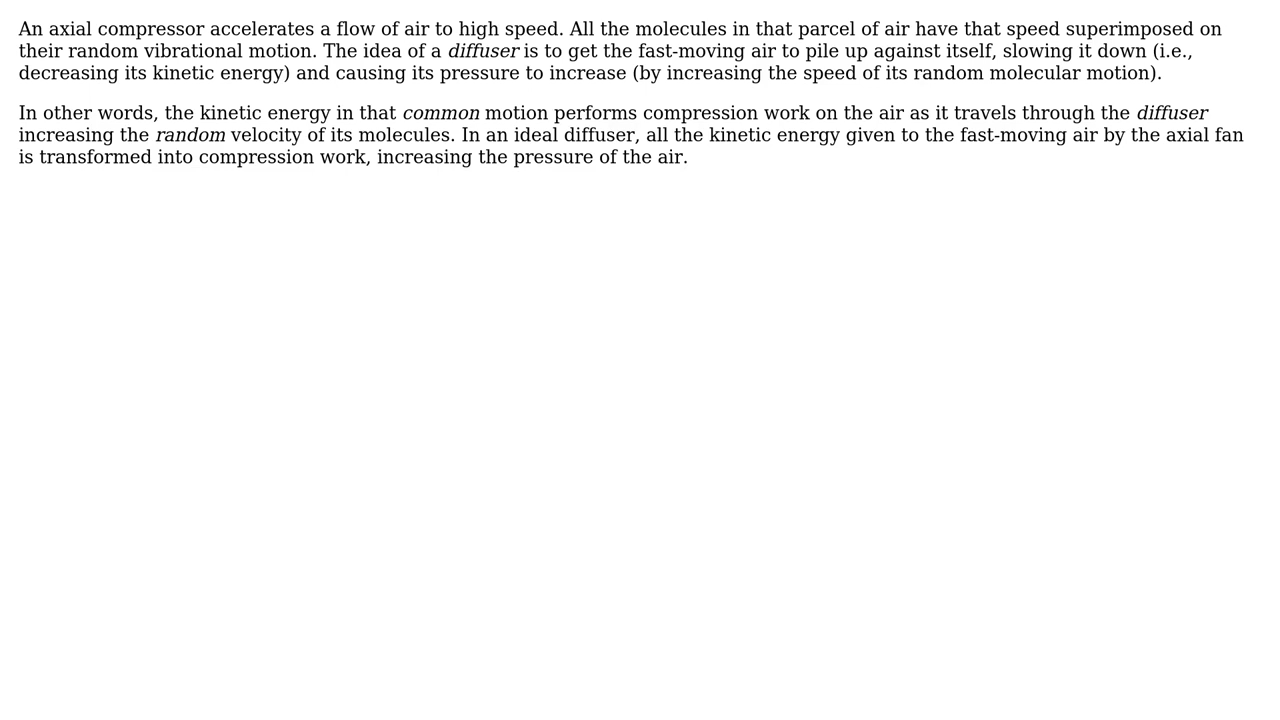 An axial compressor accelerates a flow of air to high speed. All the molecules in that parcel of air have that speed superimposed on
their random vibrational motion. The idea of a diffuser is to get the fast-moving air to pile up against itself, slowing it down (i.e.,
decreasing its kinetic energy) and causing its pressure to increase (by increasing the speed of its random molecular motion).
In other words, the kinetic energy in that common motion performs compression work on the air as it travels through the diffuser
increasing the random velocity of its molecules. In an ideal diffuser, all the kinetic energy given to the fast-moving air by the axial fan
is transformed into compression work, increasing the pressure of the air.